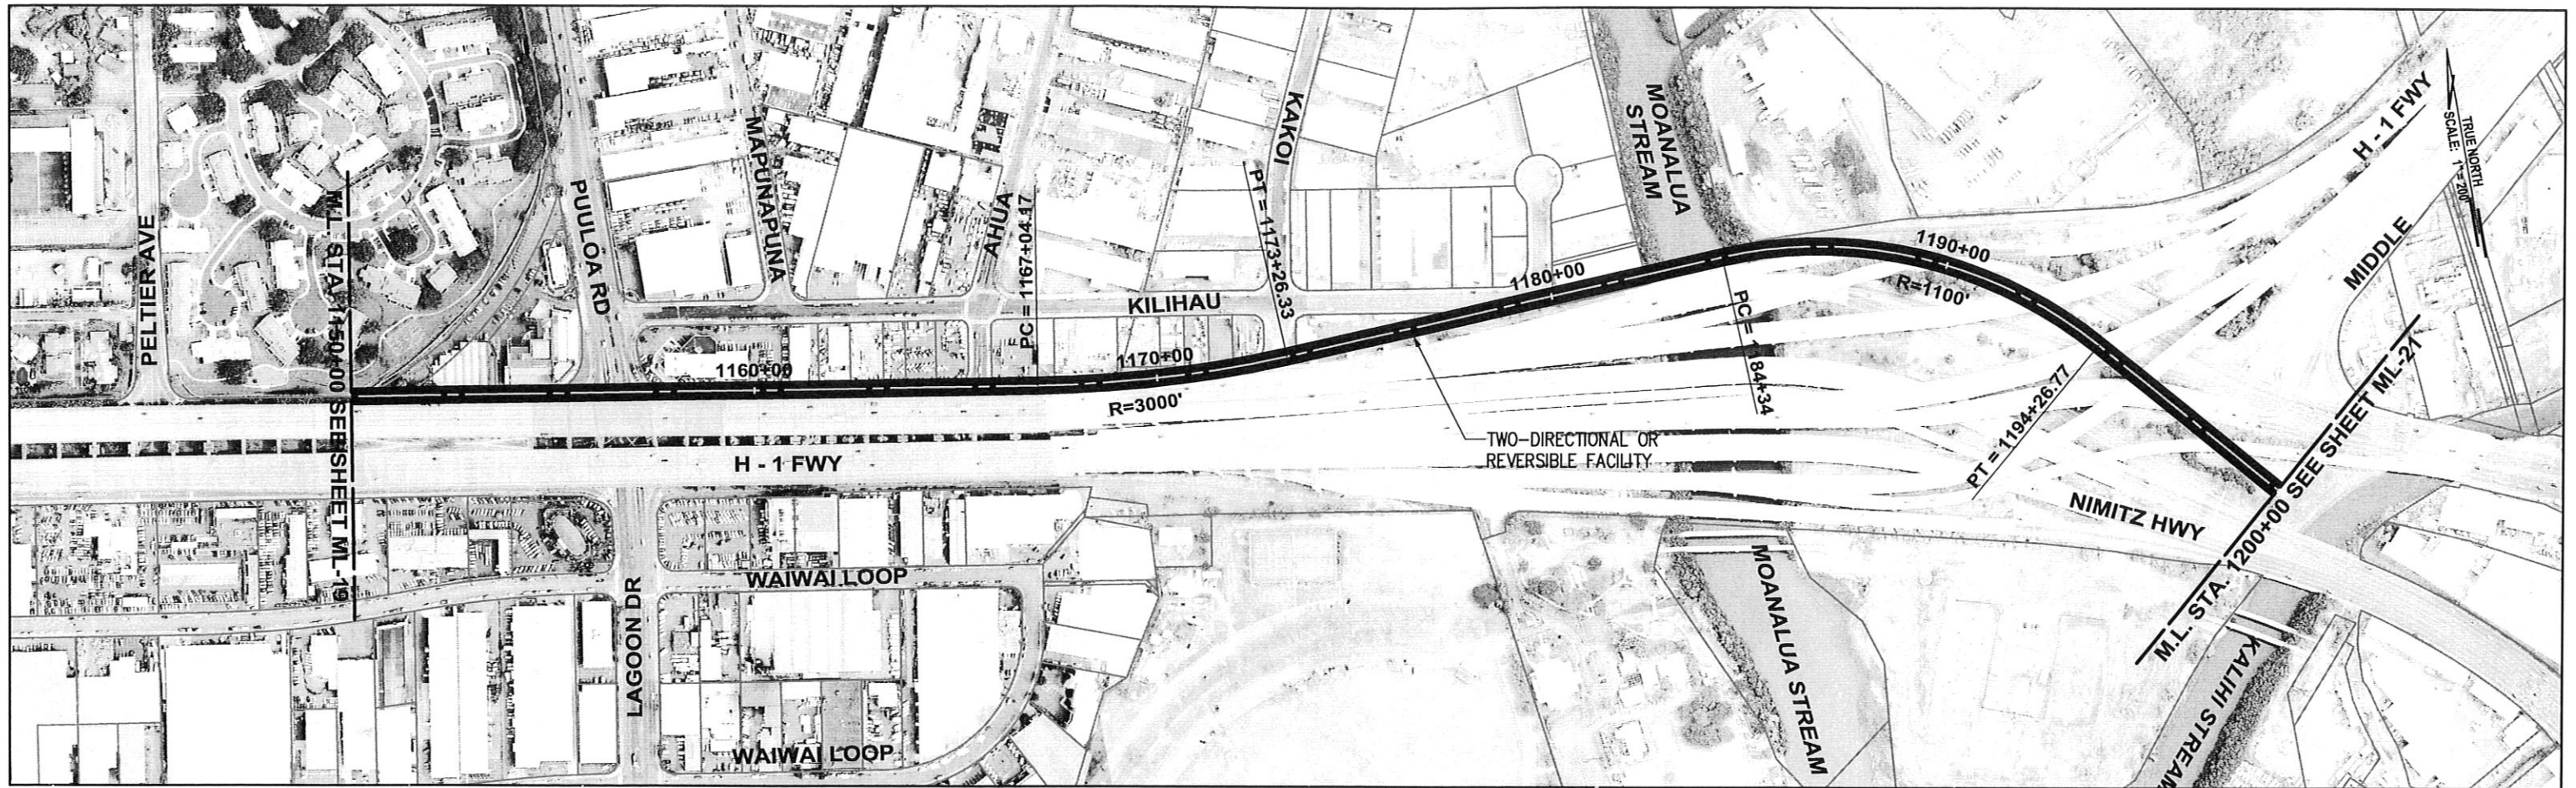 PELTIER AVE
M.L. STA. 1150+00 SEE SHEET ML-19
PUULOA RD
MAPUNAPUNA
AHUA
PC = 1167+04.17
KAKOI
PT = 1173+26.33
KILIHAU
MOANALUA
STREAM
H - 1 FWY
TRUE NORTH
SCALE: 1" = 200'
MIDDLE
1160+00
1170+00
R=3000'
1180+00
1190+00
R=1100'
PC = 1184+34
PT = 1194+26.77
TWO-DIRECTIONAL OR
REVERSIBLE FACILITY
H - 1 FWY
NIMITZ HWY
M.L. STA. 1200+00 SEE SHEET ML-21
LAGOON DR
WAIWAI LOOP
WAIWAI LOOP
MOANALUA STREAM
KALIHI STREAM